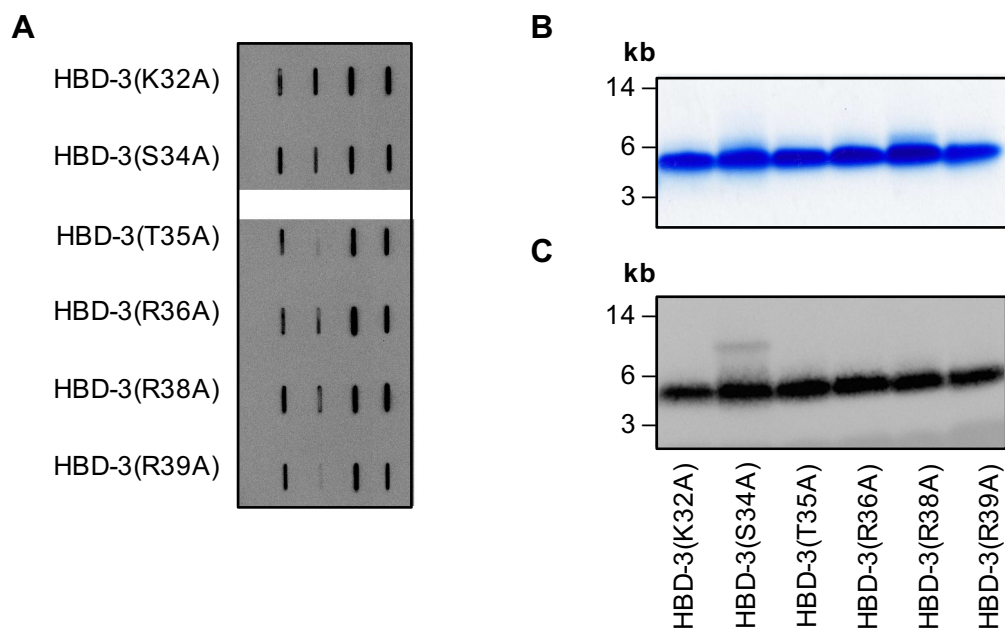 A
HBD-3(K32A)
HBD-3(S34A)
HBD-3(T35A)
HBD-3(R36A)
HBD-3(R38A)
HBD-3(R39A)
B
kb
14
6
3
C
kb
14
6
3
HBD-3(K32A)
HBD-3(S34A)
HBD-3(T35A)
HBD-3(R36A)
HBD-3(R38A)
HBD-3(R39A)